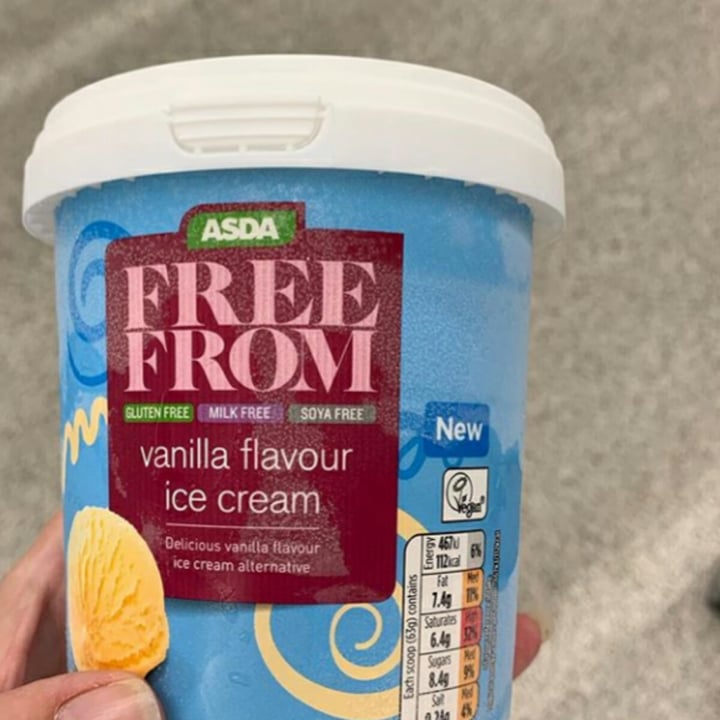 ASDA
FREE
FROM
GLUTEN FREE MILK FREE SOYA FREE
vanilla flavour
ice cream
Delicious vanilla flavour
ice cream alternative
New
Vegan
Each scoop (63g) contains
Energy 467kJ
112kcal 6%
Fat Med
7.4g 11%
Saturates High
6.4g 32%
Sugars Med
8.4g 9%
Salt Med
4%